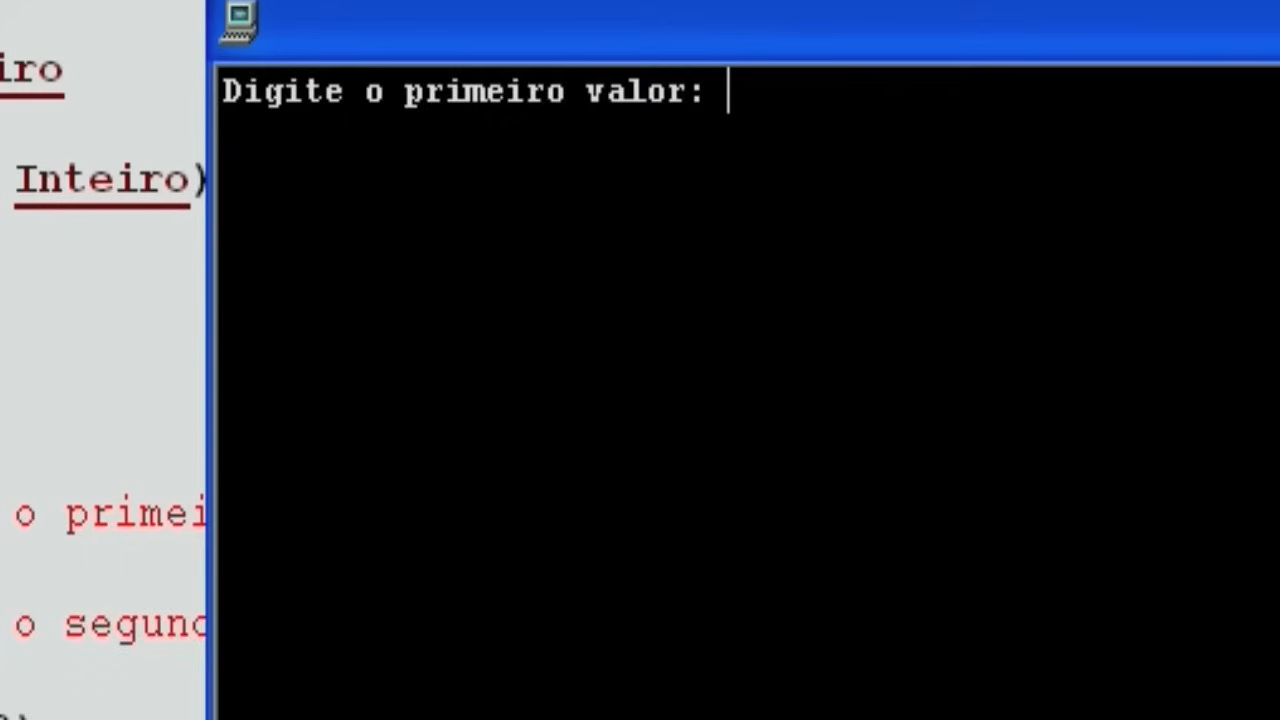 iro
Digite o primeiro valor:
Inteiro)
o primei
o segund